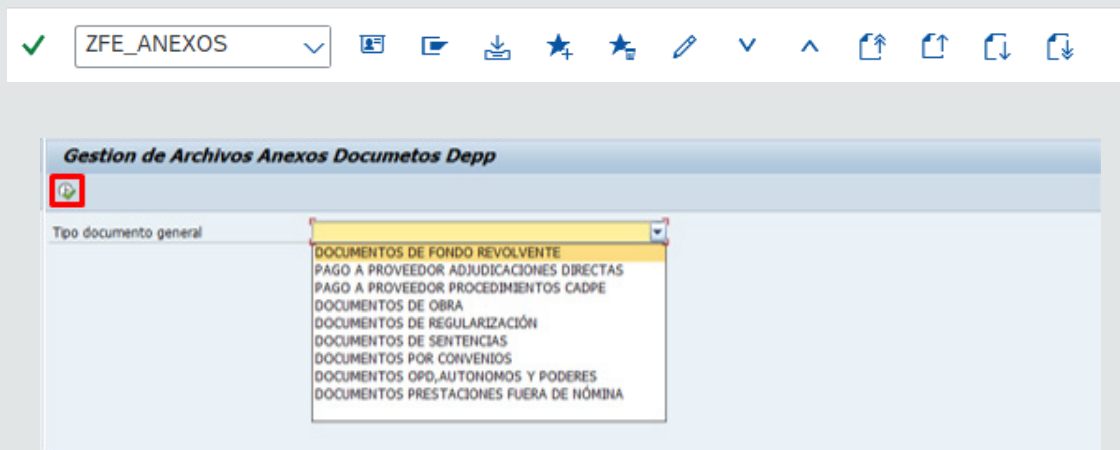 ZFE_ANEXOS
Gestion de Archivos Anexos Documetos Depp
Tipo documento general
DOCUMENTOS DE FONDO REVOLVENTE
PAGO A PROVEEDOR ADJUDICACIONES DIRECTAS
PAGO A PROVEEDOR PROCEDIMIENTOS CADPE
DOCUMENTOS DE OBRA
DOCUMENTOS DE REGULARIZACIÓN
DOCUMENTOS DE SENTENCIAS
DOCUMENTOS POR CONVENIOS
DOCUMENTOS OPD,AUTONOMOS Y PODERES
DOCUMENTOS PRESTACIONES FUERA DE NÓMINA